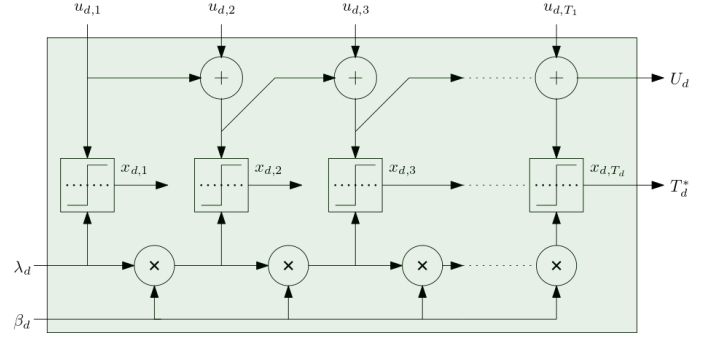 u_{d,1} u_{d,2} u_{d,3} u_{d,T_1}
+ + + U_d
x_{d,1} x_{d,2} x_{d,3} x_{d,T_d} T_d^*
λ_d × × × ×
β_d